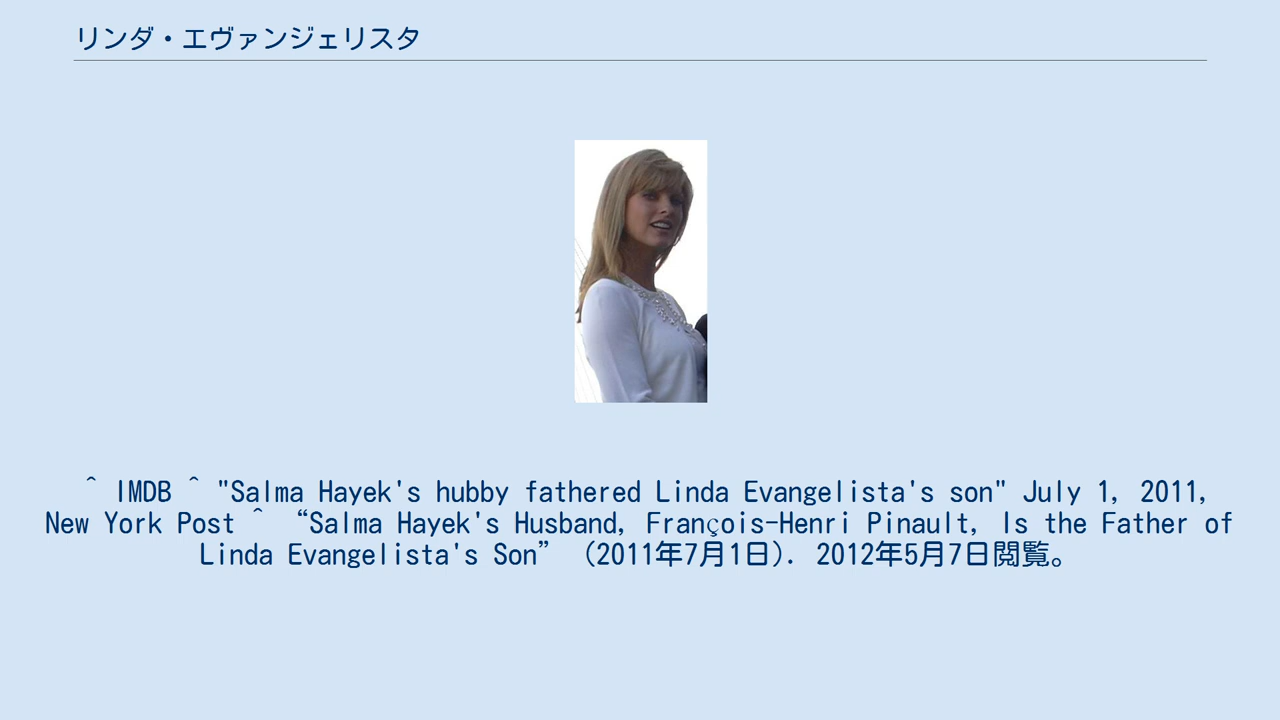 リンダ・エヴァンジェリスタ
^ IMDB ^ "Salma Hayek's hubby fathered Linda Evangelista's son" July 1, 2011,
New York Post ^ “Salma Hayek's Husband, François-Henri Pinault, Is the Father of
Linda Evangelista's Son” (2011年7月1日). 2012年5月7日閲覧。